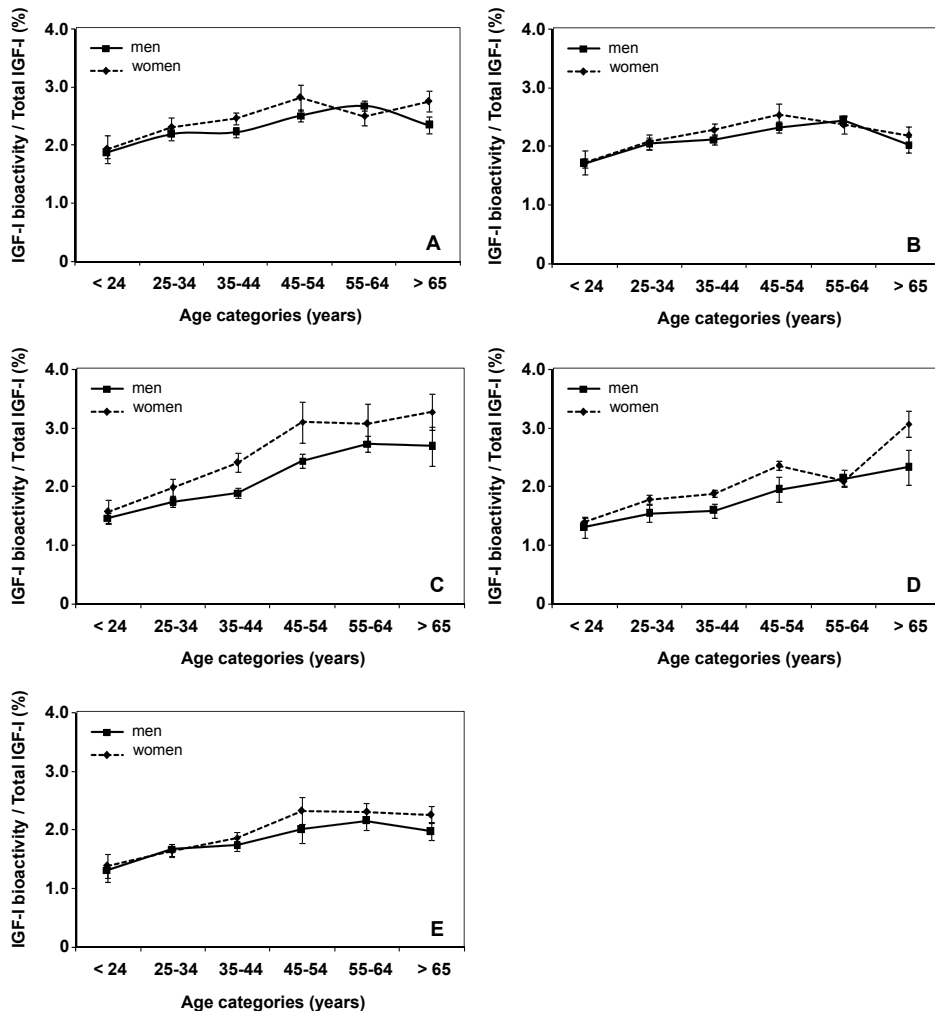 IGF-I bioactivity / Total IGF-I (%)
4.0
3.0
2.0
1.0
0
men
women
A
< 24 25-34 35-44 45-54 55-64 > 65
Age categories (years)
IGF-I bioactivity / Total IGF-I (%)
4.0
3.0
2.0
1.0
0
men
women
B
< 24 25-34 35-44 45-54 55-64 > 65
Age categories (years)
IGF-I bioactivity / Total IGF-I (%)
4.0
3.0
2.0
1.0
0
men
women
C
< 24 25-34 35-44 45-54 55-64 > 65
Age categories (years)
IGF-I bioactivity / Total IGF-I (%)
4.0
3.0
2.0
1.0
0
men
women
D
< 24 25-34 35-44 45-54 55-64 > 65
Age categories (years)
IGF-I bioactivity / Total IGF-I (%)
4.0
3.0
2.0
1.0
0
men
women
E
< 24 25-34 35-44 45-54 55-64 > 65
Age categories (years)